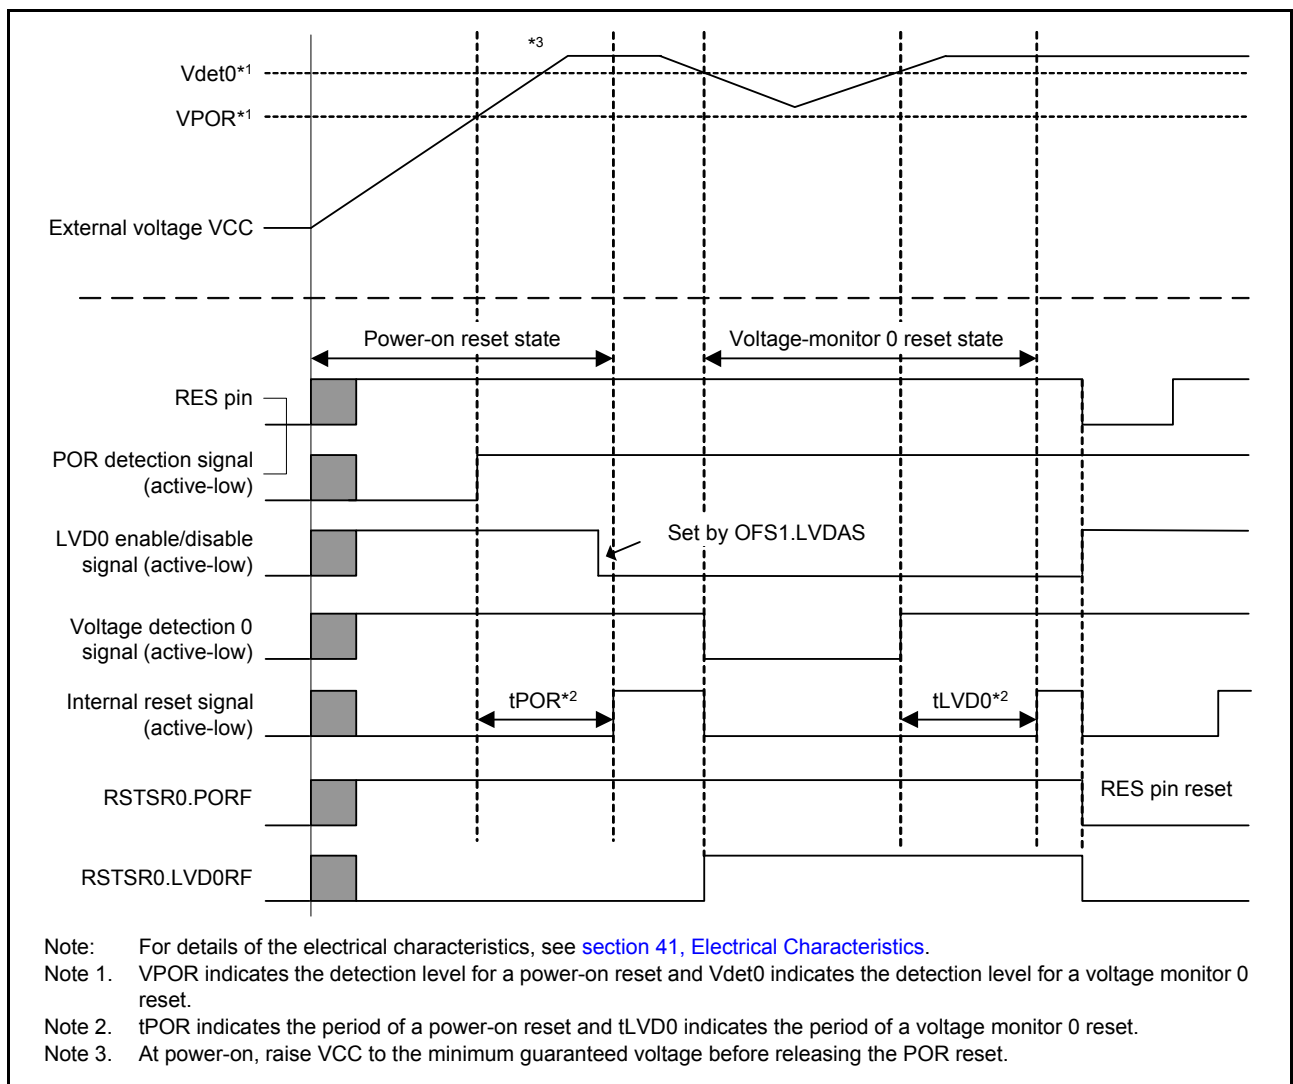 *3
Vdet0*1
VPOR*1
External voltage VCC
Power-on reset state
Voltage-monitor 0 reset state
RES pin
POR detection signal
(active-low)
LVD0 enable/disable
signal (active-low)
Set by OFS1.LVDAS
Voltage detection 0
signal (active-low)
Internal reset signal
(active-low)
tPOR*2
tLVD0*2
RSTSR0.PORF
RES pin reset
RSTSR0.LVD0RF
Note: For details of the electrical characteristics, see section 41, Electrical Characteristics.
Note 1. VPOR indicates the detection level for a power-on reset and Vdet0 indicates the detection level for a voltage monitor 0
reset.
Note 2. tPOR indicates the period of a power-on reset and tLVD0 indicates the period of a voltage monitor 0 reset.
Note 3. At power-on, raise VCC to the minimum guaranteed voltage before releasing the POR reset.